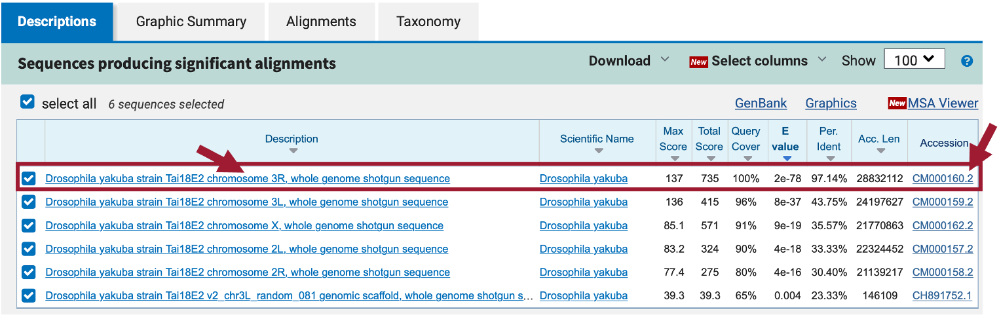 Descriptions Graphic Summary Alignments Taxonomy
Sequences producing significant alignments Download New Select columns Show 100 ?
select all 6 sequences selected GenBank Graphics New MSA Viewer
Description Scientific Name Max Score Total Score Query Cover E value Per. Ident Acc. Len Accession
Drosophila yakuba strain Tai18E2 chromosome 3R, whole genome shotgun sequence Drosophila yakuba 137 735 100% 2e-78 97.14% 28832112 CM000160.2
Drosophila yakuba strain Tai18E2 chromosome 3L, whole genome shotgun sequence Drosophila yakuba 136 415 96% 8e-37 43.75% 24197627 CM000159.2
Drosophila yakuba strain Tai18E2 chromosome X, whole genome shotgun sequence Drosophila yakuba 85.1 571 91% 9e-19 35.57% 21770863 CM000162.2
Drosophila yakuba strain Tai18E2 chromosome 2L, whole genome shotgun sequence Drosophila yakuba 83.2 324 90% 4e-18 33.33% 22324452 CM000157.2
Drosophila yakuba strain Tai18E2 chromosome 2R, whole genome shotgun sequence Drosophila yakuba 77.4 275 80% 4e-16 30.40% 21139217 CM000158.2
Drosophila yakuba strain Tai18E2 v2_chr3L_random_081 genomic scaffold, whole genome shotgun s... Drosophila yakuba 39.3 39.3 65% 0.004 23.33% 146109 CH891752.1